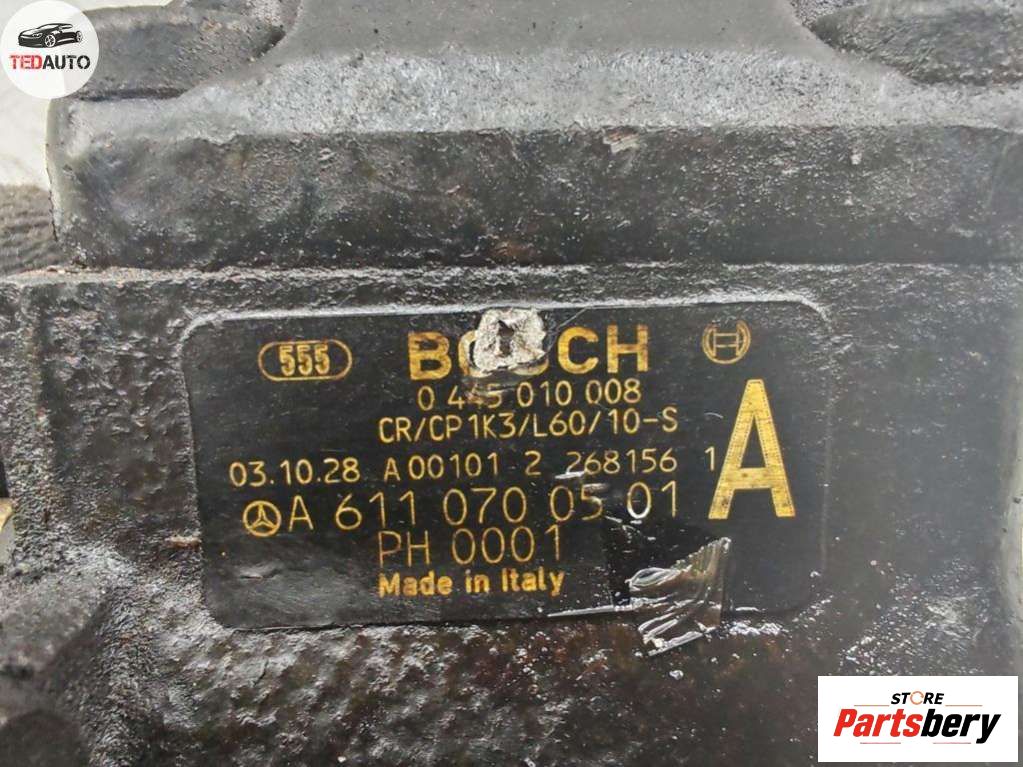 TEDAUTO
555 BOSCH
0 445 010 008
CR/CP1K3/L60/10-S
03.10.28 A00101 2 268156 1 A
A 611 070 05 01
PH 0001
Made in Italy
STORE
Partsbery